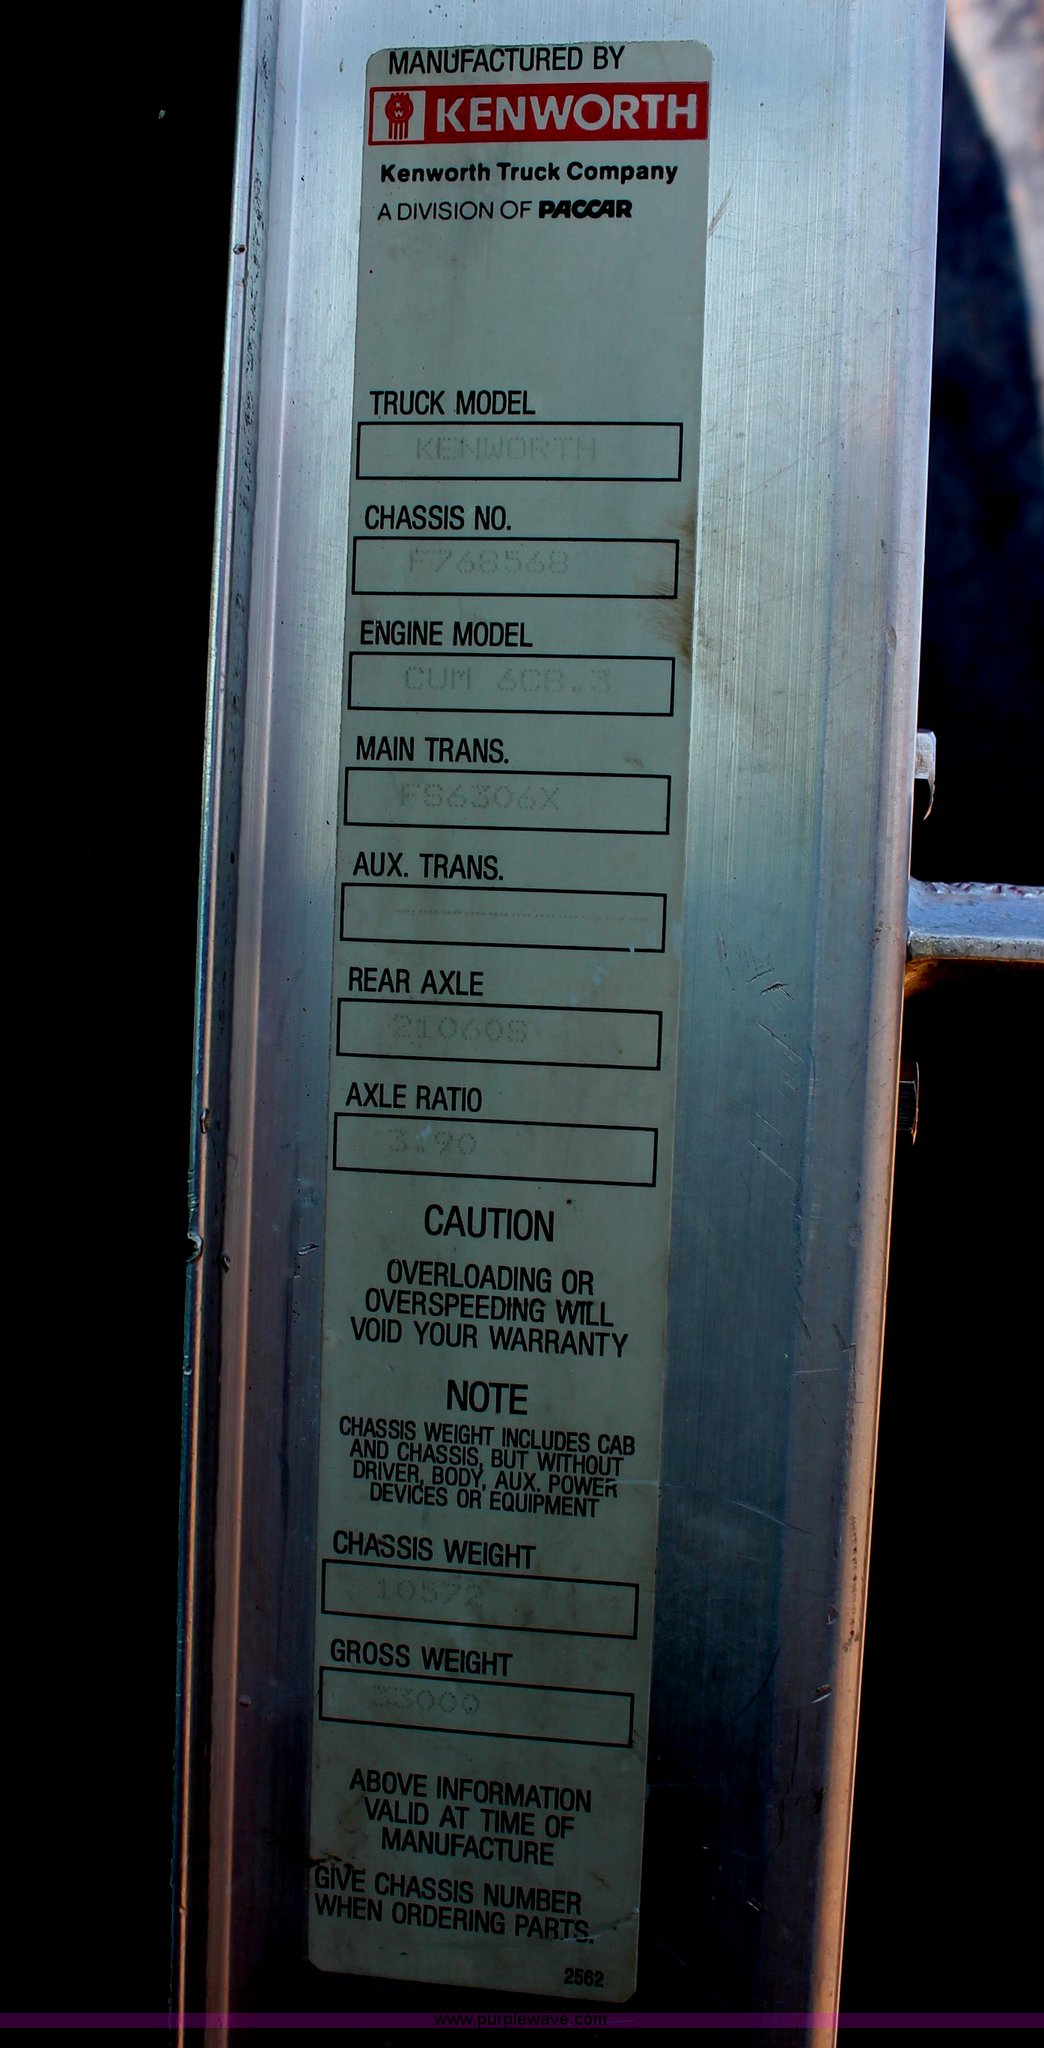 MANUFACTURED BY
KW KENWORTH
Kenworth Truck Company
A DIVISION OF PACCAR
TRUCK MODEL
KENWORTH
CHASSIS NO.
F768568
ENGINE MODEL
CUM 6C8.3
MAIN TRANS.
FS6306X
AUX. TRANS.
REAR AXLE
21060S
AXLE RATIO
3.90
CAUTION
OVERLOADING OR
OVERSPEEDING WILL
VOID YOUR WARRANTY
NOTE
CHASSIS WEIGHT INCLUDES CAB
AND CHASSIS, BUT WITHOUT
DRIVER, BODY, AUX. POWER
DEVICES OR EQUIPMENT
CHASSIS WEIGHT
10572
GROSS WEIGHT
33000
ABOVE INFORMATION
VALID AT TIME OF
MANUFACTURE
GIVE CHASSIS NUMBER
WHEN ORDERING PARTS.
2562
www.purplewave.com